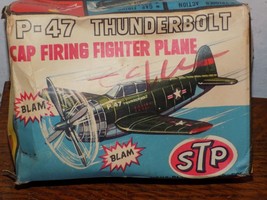 P-47 THUNDERBOLT
CAP FIRING FIGHTER PLANE
BLAM
BLAM
STP